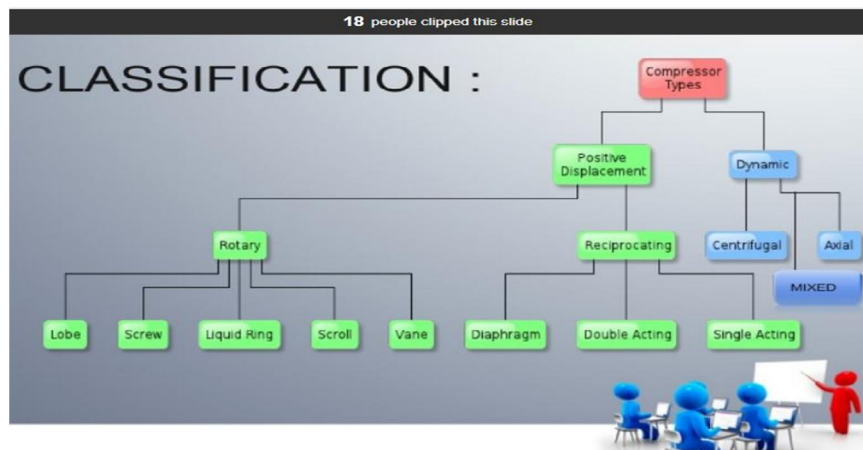 18 people clipped this slide
CLASSIFICATION :
Compressor
Types
Positive
Displacement
Dynamic
Rotary
Reciprocating
Centrifugal
Axial
MIXED
Lobe
Screw
Liquid Ring
Scroll
Vane
Diaphragm
Double Acting
Single Acting